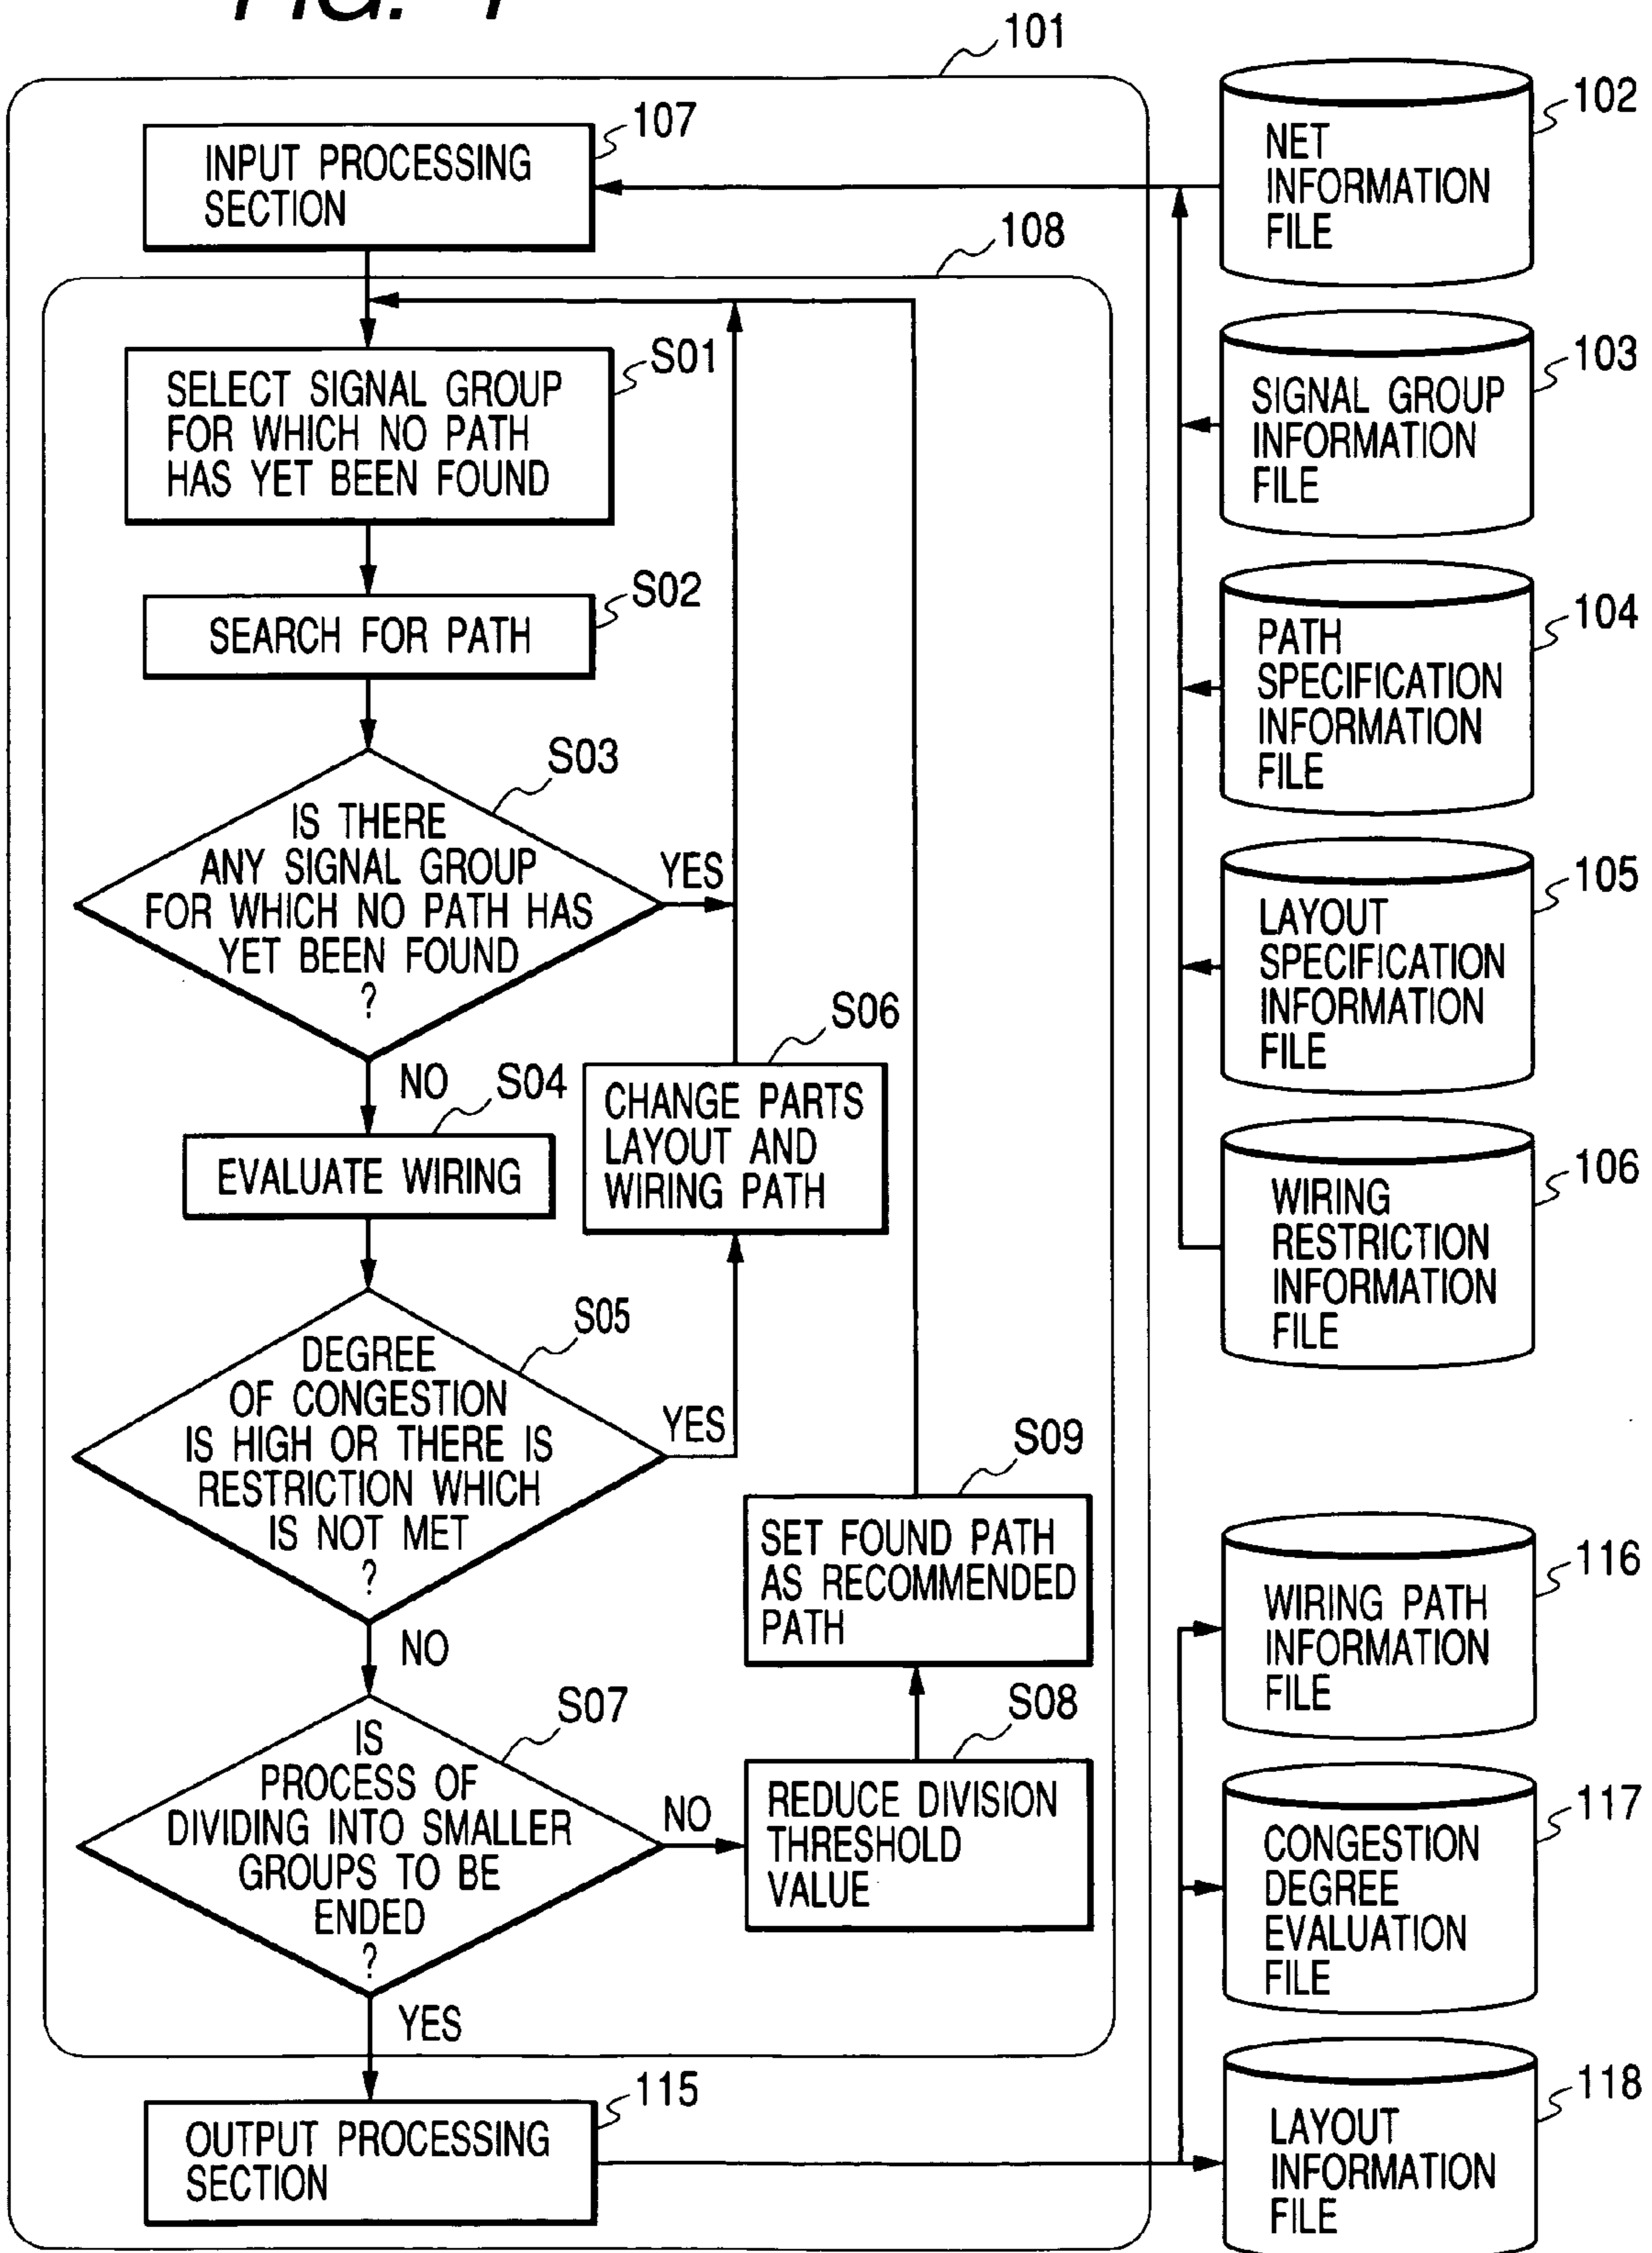 FIG. 1
101
107
INPUT PROCESSING
SECTION
108
S01
SELECT SIGNAL GROUP
FOR WHICH NO PATH
HAS YET BEEN FOUND
S02
SEARCH FOR PATH
S03
IS THERE
ANY SIGNAL GROUP
FOR WHICH NO PATH HAS
YET BEEN FOUND
?
YES
NO
S04
EVALUATE WIRING
S06
CHANGE PARTS
LAYOUT AND
WIRING PATH
S05
DEGREE
OF CONGESTION
IS HIGH OR THERE IS
RESTRICTION WHICH
IS NOT MET
?
YES
NO
S09
SET FOUND PATH
AS RECOMMENDED
PATH
S07
IS
PROCESS OF
DIVIDING INTO SMALLER
GROUPS TO BE
ENDED
?
NO
S08
REDUCE DIVISION
THRESHOLD
VALUE
YES
115
OUTPUT PROCESSING
SECTION
102
NET
INFORMATION
FILE
103
SIGNAL GROUP
INFORMATION
FILE
104
PATH
SPECIFICATION
INFORMATION
FILE
105
LAYOUT
SPECIFICATION
INFORMATION
FILE
106
WIRING
RESTRICTION
INFORMATION
FILE
116
WIRING PATH
INFORMATION
FILE
117
CONGESTION
DEGREE
EVALUATION
FILE
118
LAYOUT
INFORMATION
FILE